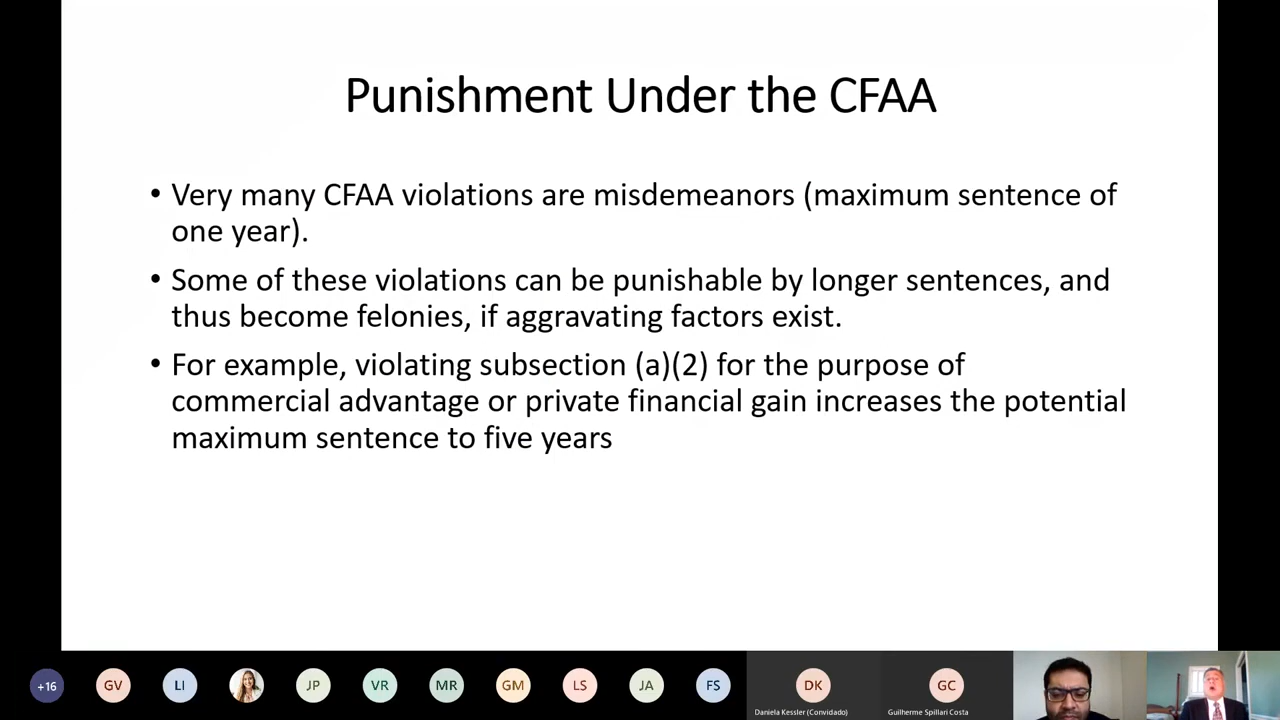 Punishment Under the CFAA
• Very many CFAA violations are misdemeanors (maximum sentence of
one year).
• Some of these violations can be punishable by longer sentences, and
thus become felonies, if aggravating factors exist.
• For example, violating subsection (a)(2) for the purpose of
commercial advantage or private financial gain increases the potential
maximum sentence to five years
+16
GV
LI
JP
VR
MR
GM
LS
JA
FS
DK
GC
Daniela Kessler (Convidado)
Guilherme Spillari Costa